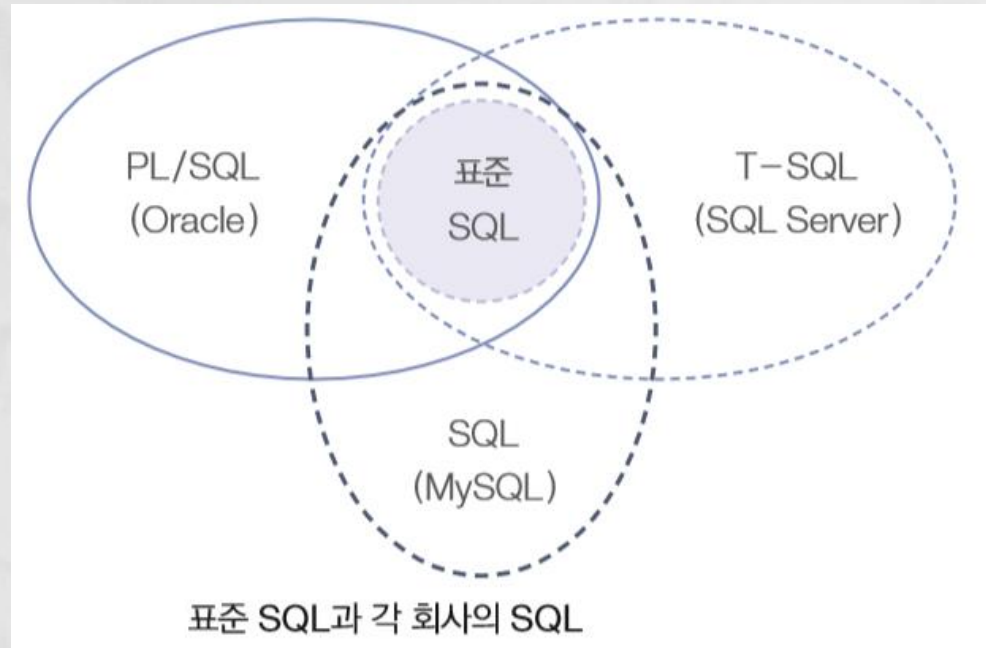 PL/SQL
(Oracle)
표준
SQL
T-SQL
(SQL Server)
SQL
(MySQL)
표준 SQL과 각 회사의 SQL